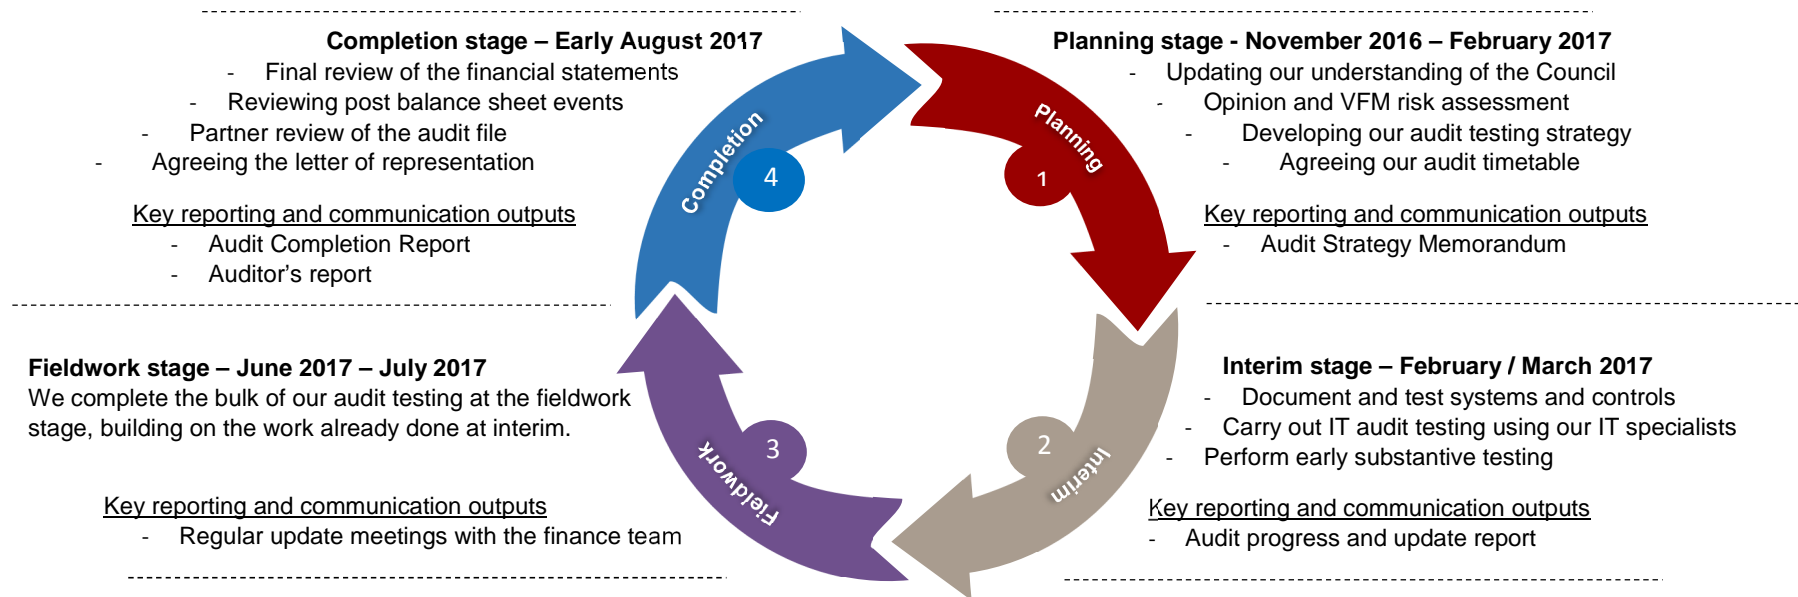 Completion stage – Early August 2017
- Final review of the financial statements
- Reviewing post balance sheet events
- Partner review of the audit file
- Agreeing the letter of representation
Key reporting and communication outputs
- Audit Completion Report
- Auditor’s report
Planning stage - November 2016 – February 2017
- Updating our understanding of the Council
- Opinion and VFM risk assessment
- Developing our audit testing strategy
- Agreeing our audit timetable
Key reporting and communication outputs
- Audit Strategy Memorandum
Completion
4
Planning
1
Fieldwork stage – June 2017 – July 2017
We complete the bulk of our audit testing at the fieldwork
stage, building on the work already done at interim.
Key reporting and communication outputs
- Regular update meetings with the finance team
3
Fieldwork
2
Interim
Interim stage – February / March 2017
- Document and test systems and controls
- Carry out IT audit testing using our IT specialists
- Perform early substantive testing
Key reporting and communication outputs
- Audit progress and update report